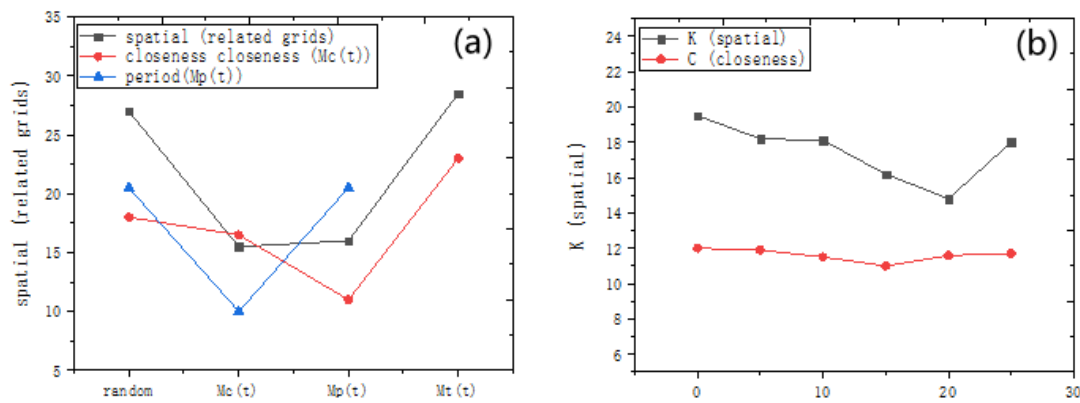 35
30
25
20
15
10
5
spatial (related grids)
spatial (related grids)
closeness closeness (Mc(t))
period(Mp(t))
(a)
random
Mc(t)
Mp(t)
Mt(t)
24
22
20
18
16
14
12
10
8
6
K (spatial)
K (spatial)
C (closeness)
(b)
0
10
20
30